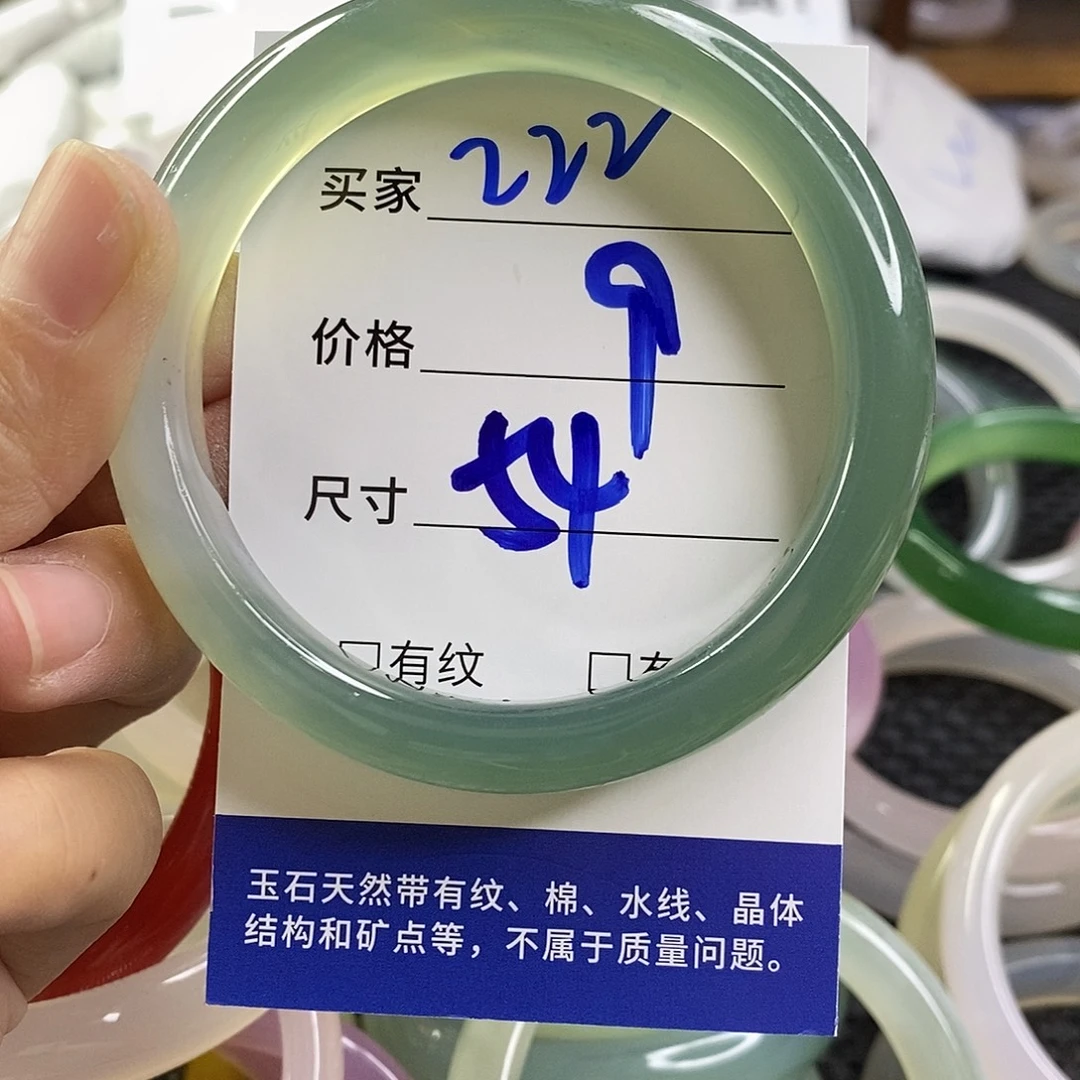 买家 222
价格 9
尺寸 54
□有纹 □
玉石天然带有纹、棉、水线、晶体
结构和矿点等，不属于质量问题。